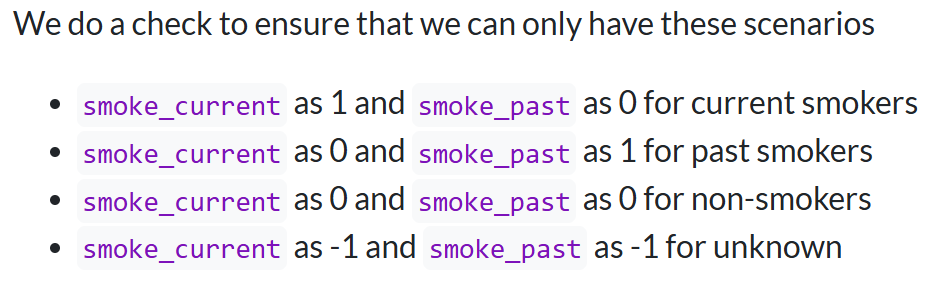 We do a check to ensure that we can only have these scenarios
• smoke_current as 1 and smoke_past as 0 for current smokers
• smoke_current as 0 and smoke_past as 1 for past smokers
• smoke_current as 0 and smoke_past as 0 for non-smokers
• smoke_current as -1 and smoke_past as -1 for unknown